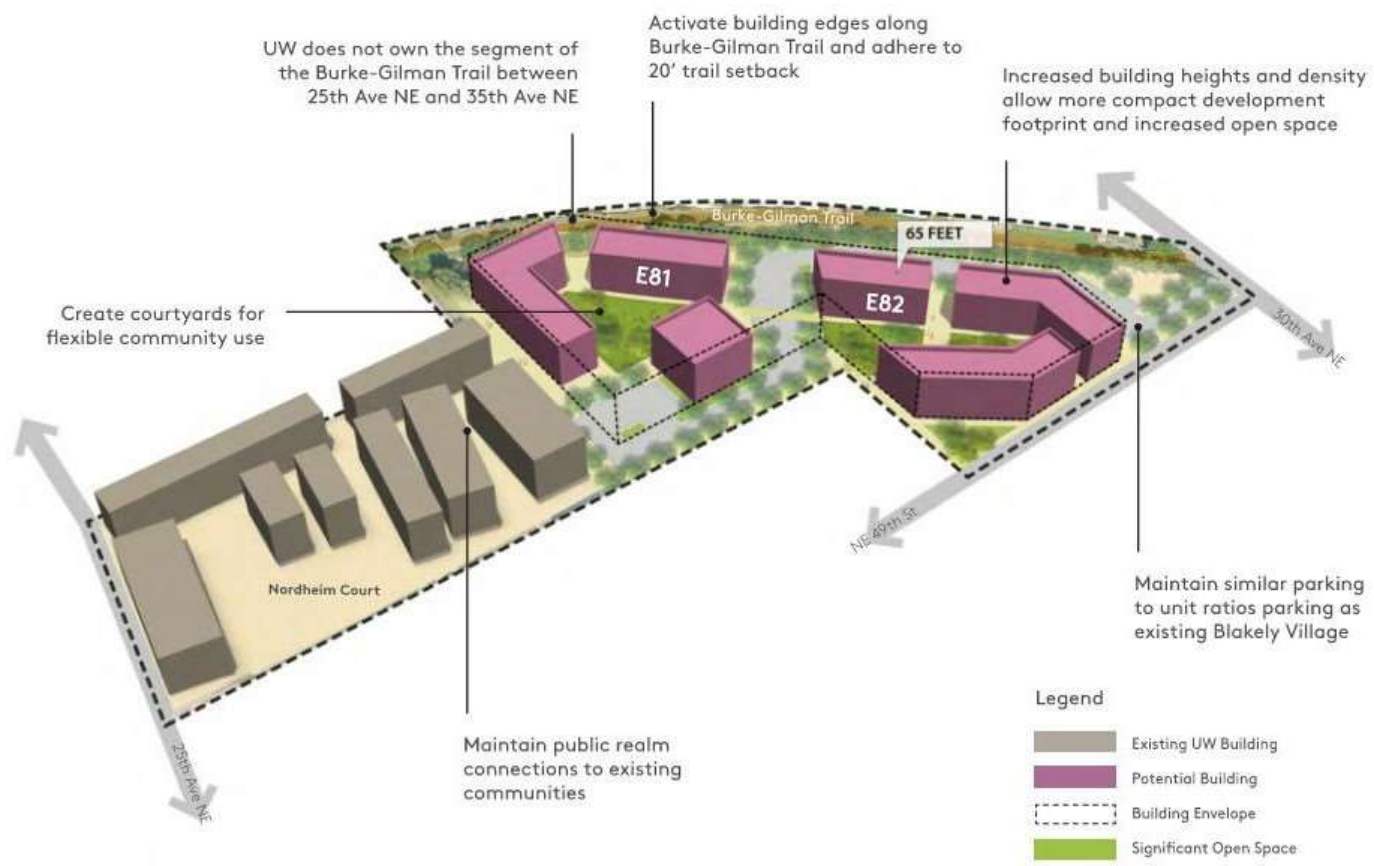 UW does not own the segment of
the Burke-Gilman Trail between
25th Ave NE and 35th Ave NE
Activate building edges along
Burke-Gilman Trail and adhere to
20' trail setback
Increased building heights and density
allow more compact development
footprint and increased open space
Burke-Gilman Trail
65 FEET
E81
E82
Create courtyards for
flexible community use
30th Ave NE
NE 49th St
Nordheim Court
25th Ave NE
Maintain similar parking
to unit ratios parking as
existing Blakely Village
Maintain public realm
connections to existing
communities
Legend
Existing UW Building
Potential Building
Building Envelope
Significant Open Space